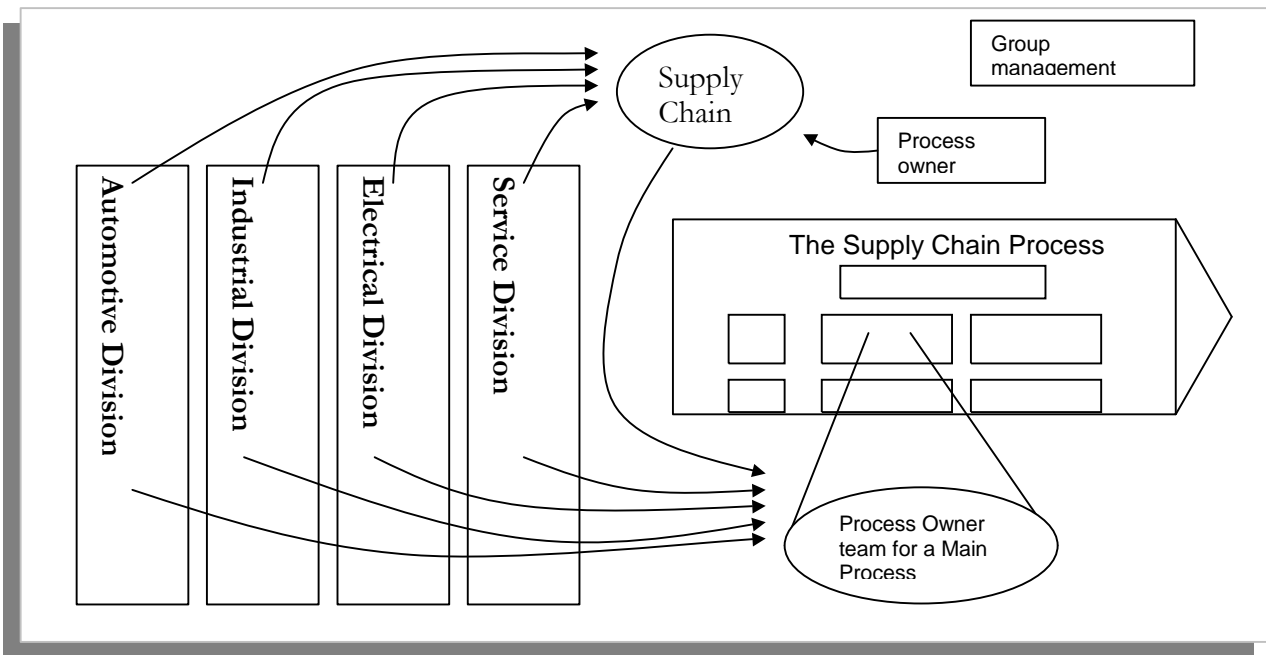 Supply
Chain
Group
management
Process
owner
Automotive Division
Industrial Division
Electrical Division
Service Division
The Supply Chain Process
Process Owner
team for a Main
Process